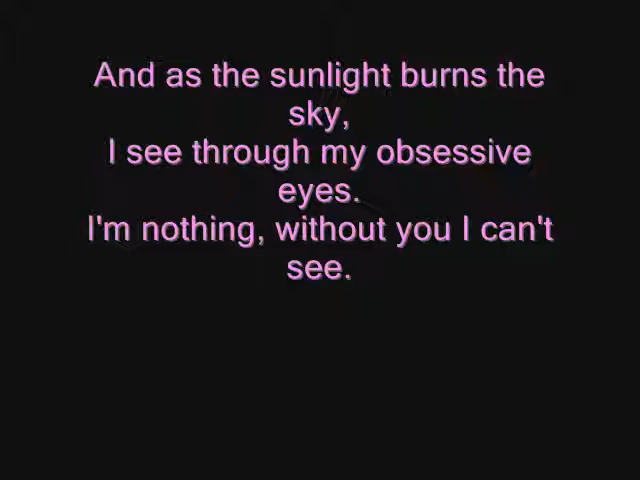 And as the sunlight burns the
sky,
I see through my obsessive
eyes.
I'm nothing, without you I can't
see.